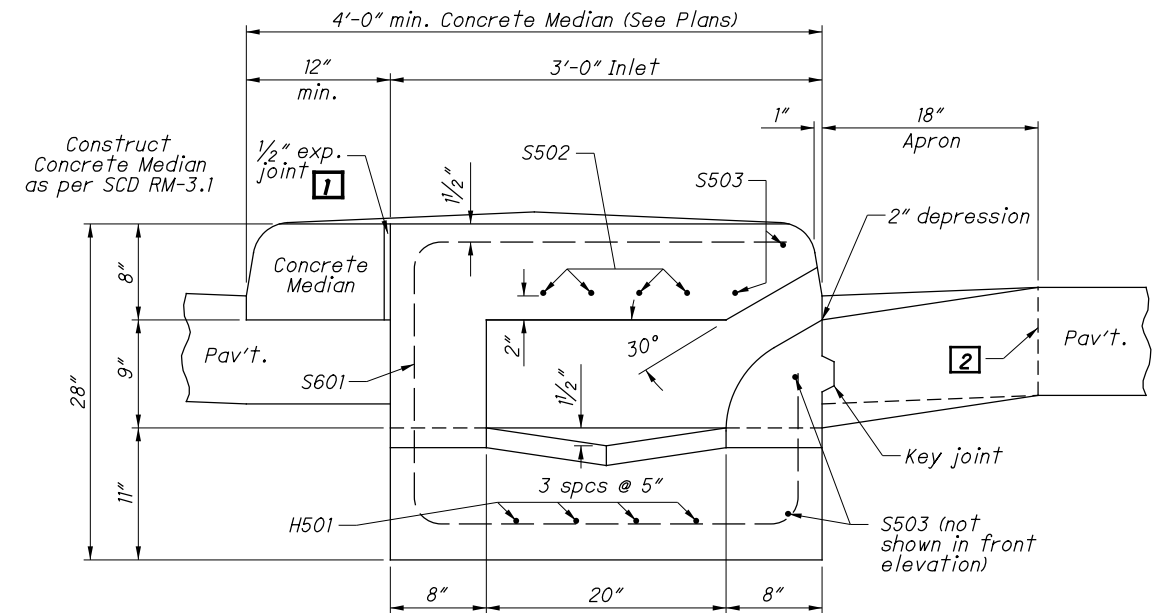 4'-0" min. Concrete Median (See Plans)
12"
min.
3'-0" Inlet
1"
18"
Apron
Construct
Concrete Median
as per SCD RM-3.1
1/2" exp.
joint
1
1 1/2"
S502
S503
2" depression
8"
Concrete
Median
Pav't.
2"
30°
2
Pav't.
9"
28"
S601
1 1/2"
Key joint
11"
3 spcs @ 5"
H501
S503 (not
shown in front
elevation)
8"
20"
8"